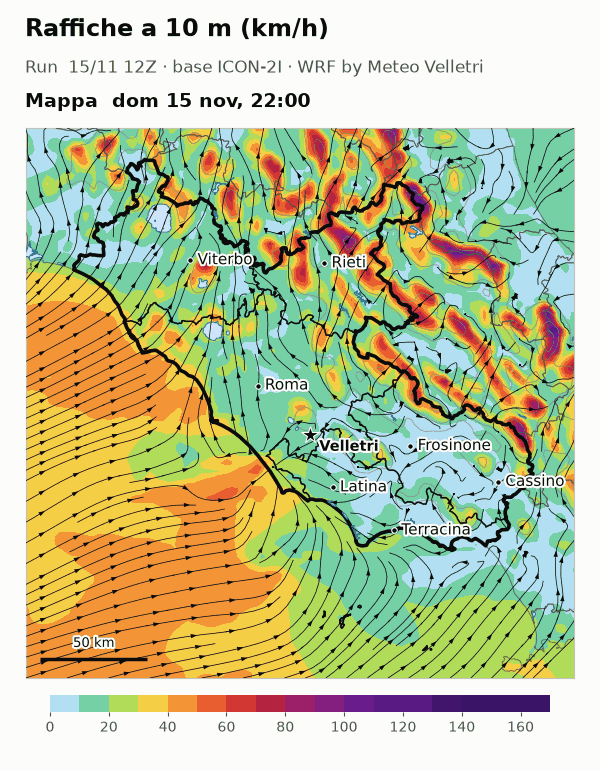 Raffiche a 10 m (km/h)
Run 15/11 12Z · base ICON-2I · WRF by Meteo Velletri
Mappa dom 15 nov, 22:00
Viterbo
Rieti
Roma
Velletri
Frosinone
Cassino
Latina
Terracina
50 km
0 20 40 60 80 100 120 140 160